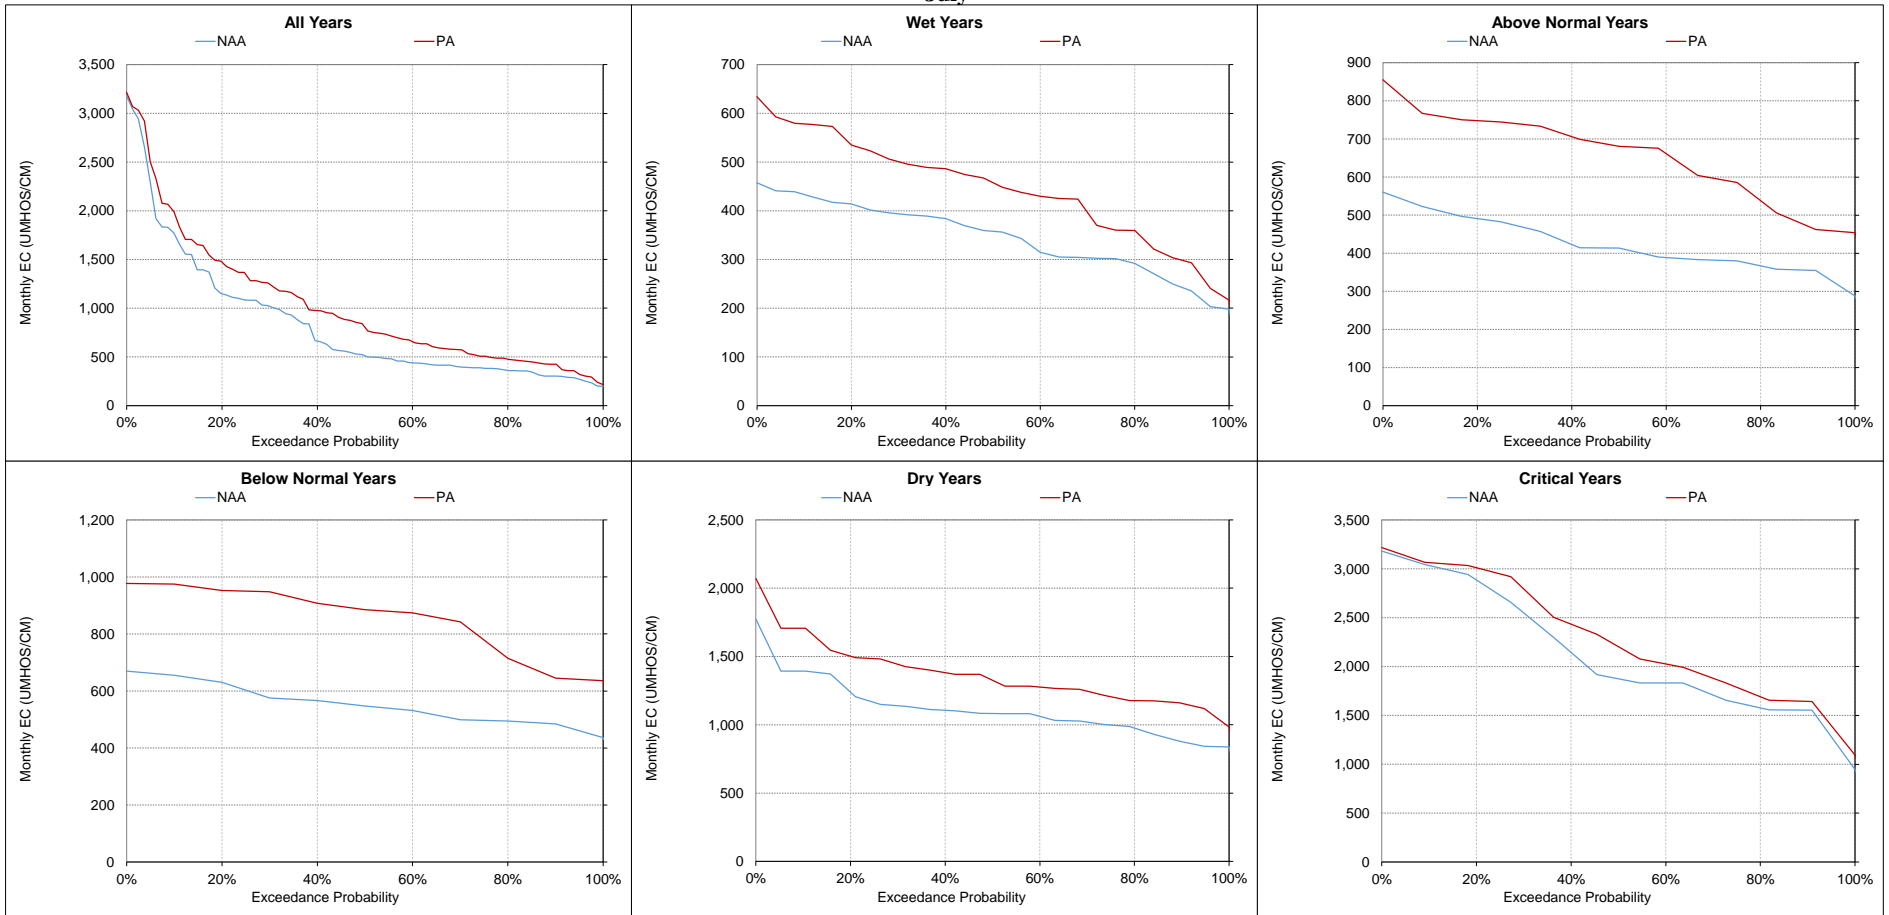 All Years
NAA PA
3,500
3,000
2,500
2,000
1,500
1,000
500
0
Monthly EC (UMHOS/CM)
0% 20% 40% 60% 80% 100%
Exceedance Probability
Wet Years
NAA PA
700
600
500
400
300
200
100
0
Monthly EC (UMHOS/CM)
0% 20% 40% 60% 80% 100%
Exceedance Probability
Above Normal Years
NAA PA
900
800
700
600
500
400
300
200
100
0
Monthly EC (UMHOS/CM)
0% 20% 40% 60% 80% 100%
Exceedance Probability
Below Normal Years
NAA PA
1,200
1,000
800
600
400
200
0
Monthly EC (UMHOS/CM)
0% 20% 40% 60% 80% 100%
Exceedance Probability
Dry Years
NAA PA
2,500
2,000
1,500
1,000
500
0
Monthly EC (UMHOS/CM)
0% 20% 40% 60% 80% 100%
Exceedance Probability
Critical Years
NAA PA
3,500
3,000
2,500
2,000
1,500
1,000
500
0
Monthly EC (UMHOS/CM)
0% 20% 40% 60% 80% 100%
Exceedance Probability